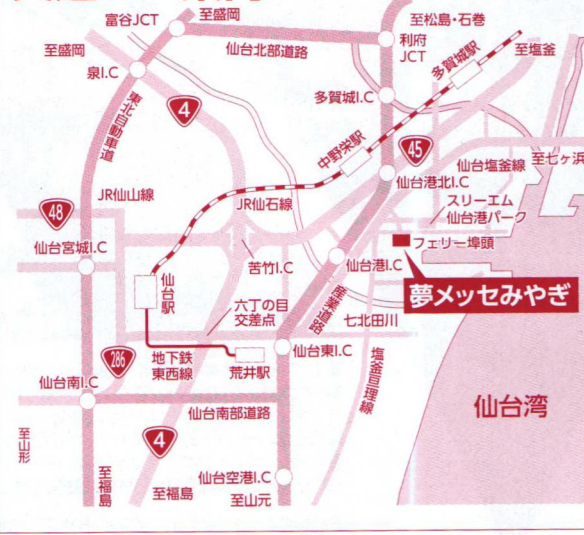 富谷JCT
至盛岡
至松島・石巻
至盛岡
仙台北部道路
利府
JCT
多賀城駅
至塩釜
泉I.C
4
多賀城I.C
東北自動車道
中野栄駅
45
仙台塩釜線
至七ヶ浜
仙台港北I.C
JR仙山線
JR仙石線
スリーエム
仙台港パーク
48
フェリー埠頭
仙台宮城I.C
苦竹I.C
仙台港I.C
夢メッセみやぎ
仙台駅
六丁の目
交差点
産業道路
七北田川
286
地下鉄
東西線
荒井駅
仙台東I.C
塩釜亘理線
仙台南I.C
仙台南部道路
仙台湾
至山形
4
仙台空港I.C
至福島
至福島
至山元